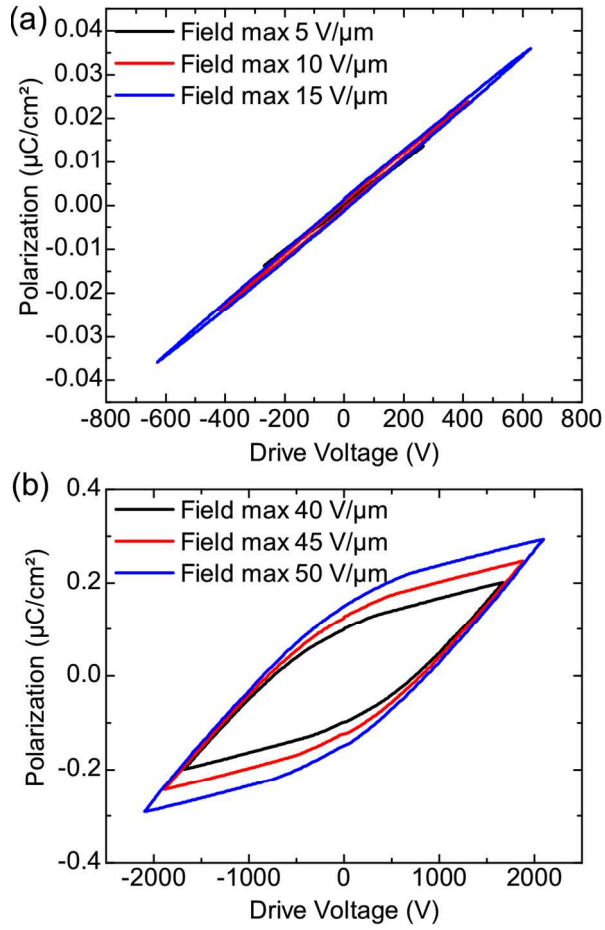 (a)
Field max 5 V/µm
Field max 10 V/µm
Field max 15 V/µm
0.04
0.03
0.02
0.01
0.00
-0.01
-0.02
-0.03
-0.04
Polarization (µC/cm²)
-800 -600 -400 -200 0 200 400 600 800
Drive Voltage (V)
(b)
Field max 40 V/µm
Field max 45 V/µm
Field max 50 V/µm
0.4
0.2
0.0
-0.2
-0.4
Polarization (µC/cm²)
-2000 -1000 0 1000 2000
Drive Voltage (V)